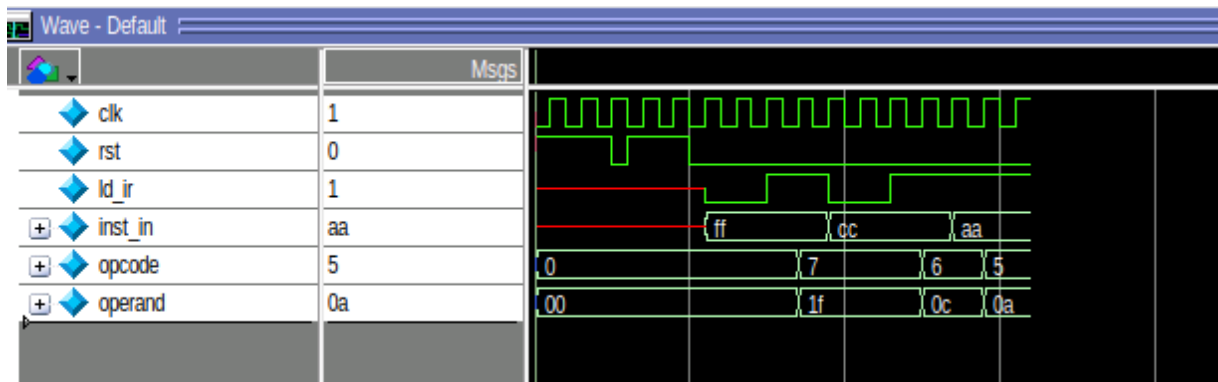 Wave - Default
Msgs
clk 1
rst 0
ld_ir 1
inst_in aa ff cc aa
opcode 5 0 7 6 5
operand 0a 00 1f 0c 0a